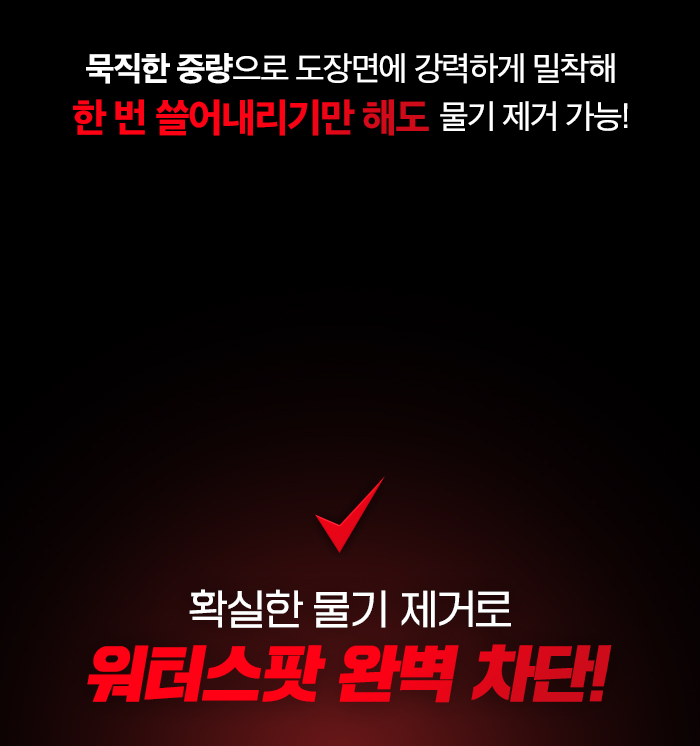 묵직한 중량으로 도장면에 강력하게 밀착해
한 번 쓸어내리기만 해도 물기 제거 가능!
확실한 물기 제거로
워터스팟 완벽 차단!